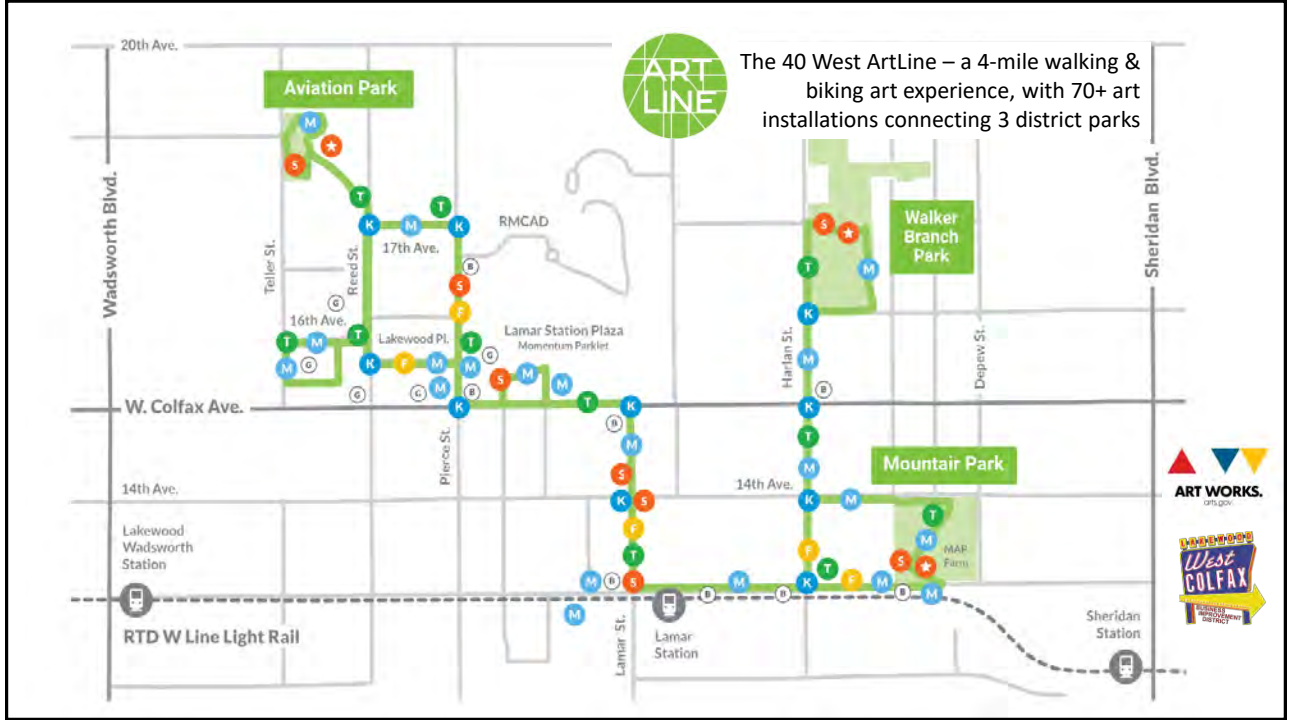 20th Ave.
ART
LINE
The 40 West ArtLine – a 4-mile walking &
biking art experience, with 70+ art
installations connecting 3 district parks
Aviation Park
M
S
Wadsworth Blvd.
Sheridan Blvd.
T
K
M
T
K
17th Ave.
RMCAD
S
Walker
Branch
Park
T
M
Teller St.
Reed St.
B
S
F
G
16th Ave.
T
M
T
M
G
Lakewood Pl.
K
F
M
M
T
G
M
G
G
B
K
Lamar Station Plaza
Momentum Parklet
S
M
M
T
K
K
M
Harlan St.
Depew St.
B
K
W. Colfax Ave.
Pierce St.
B
M
S
K
S
F
T
S
B
M
M
T
M
14th Ave.
K
M
Mountair Park
T
M
MAP
Farm
S
F
K
T
F
M
B
M
M
B
B
14th Ave.
Lakewood
Wadsworth
Station
RTD W Line Light Rail
Lamar St.
Lamar
Station
Sheridan
Station
ART WORKS.
arts.gov
LAKEWOOD
West
COLFAX
BUSINESS
IMPROVEMENT
DISTRICT